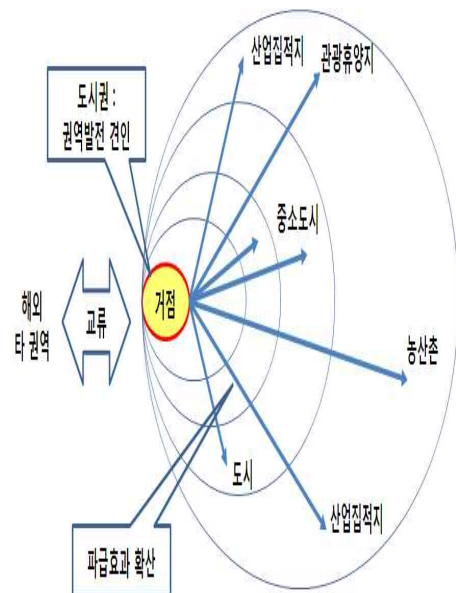 산업집적지
관광휴양지
도시권 :
권역발전 견인
중소도시
거점
해외
타 권역
교류
농산촌
도시
산업집적지
파급효과 확산